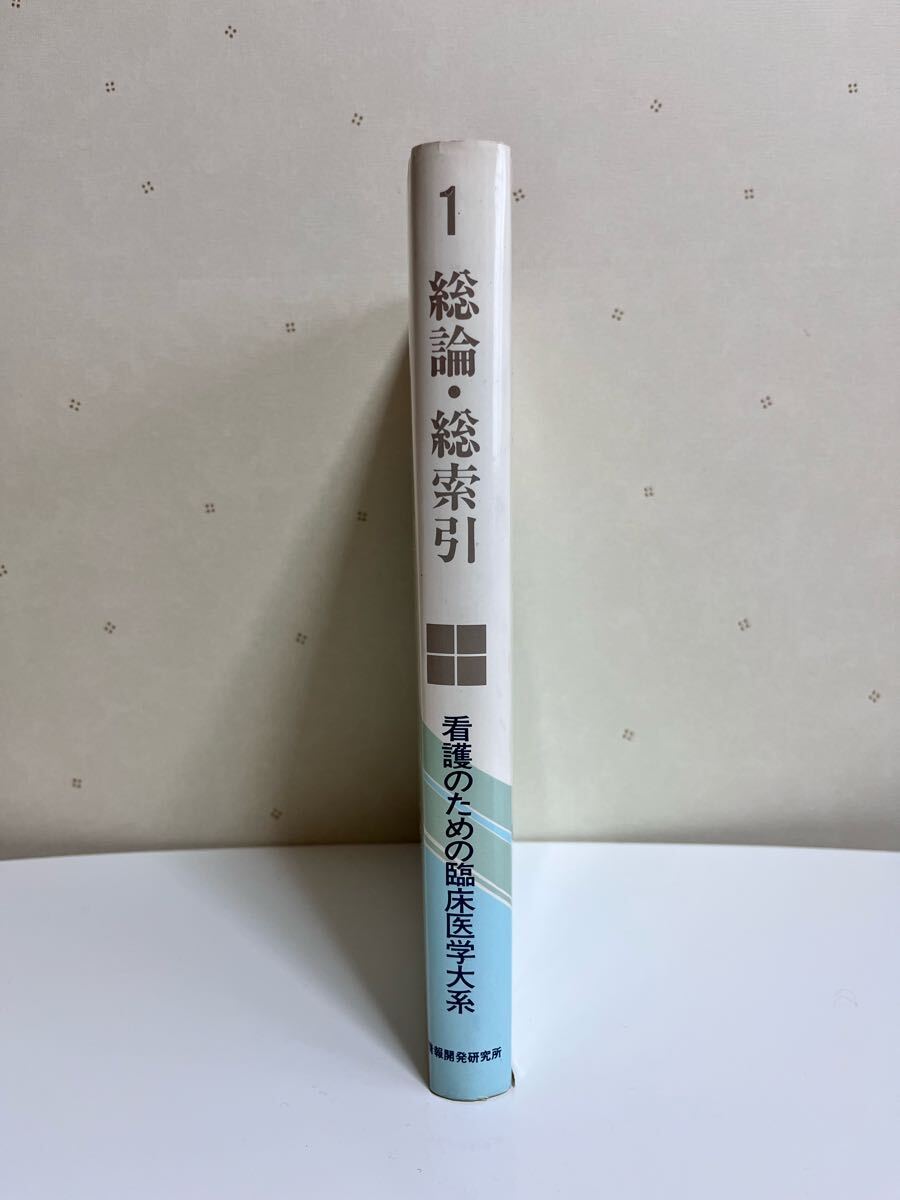 1
総論・総索引
看護のための臨床医学大系
情報開発研究所